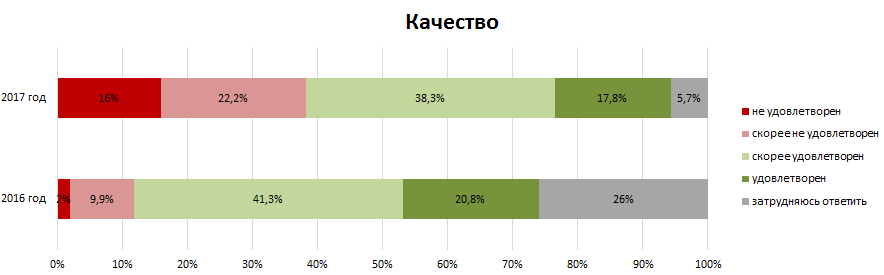 Качество
2017 год
16%
22,2%
38,3%
17,8%
5,7%
2016 год
2%
9,9%
41,3%
20,8%
26%
0%
10%
20%
30%
40%
50%
60%
70%
80%
90%
100%
не удовлетворен
скорее не удовлетворен
скорее удовлетворен
удовлетворен
затрудняюсь ответить